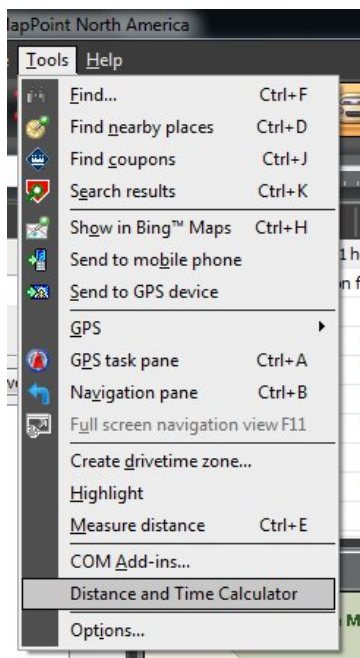 MapPoint North America
Tools Help
Find... Ctrl+F
Find nearby places Ctrl+D
Find coupons Ctrl+J
Search results Ctrl+K
Show in Bing™ Maps Ctrl+H
Send to mobile phone
Send to GPS device
GPS
GPS task pane Ctrl+A
Navigation pane Ctrl+B
Full screen navigation view F11
Create drivetime zone...
Highlight
Measure distance Ctrl+E
COM Add-ins...
Distance and Time Calculator
Options...